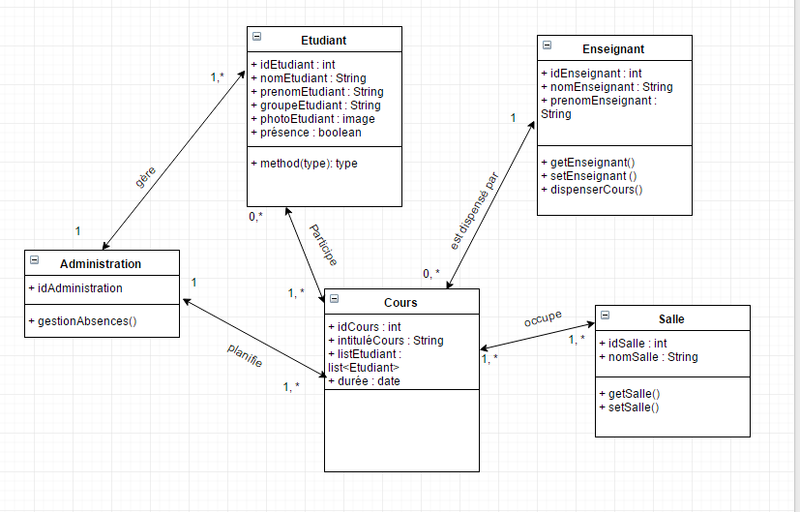 Etudiant
+ idEtudiant : int
+ nomEtudiant : String
+ prenomEtudiant : String
+ groupeEtudiant : String
+ photoEtudiant : image
+ présence : boolean
+ method(type): type
Enseignant
+ idEnseignant : int
+ nomEnseignant : String
+ prenomEnseignant :
String
+ getEnseignant()
+ setEnseignant ()
+ dispenserCours()
1,*
gère
1
1
est dispensé par
0, *
0,*
Participe
1, *
Administration
+ idAdministration
+ gestionAbsences()
1
planifie
1, *
Cours
+ idCours : int
+ intituléCours : String
+ listEtudiant :
list<Etudiant>
+ durée : date
occupe
1, *
1, *
Salle
+ idSalle : int
+ nomSalle : String
+ getSalle()
+ setSalle()